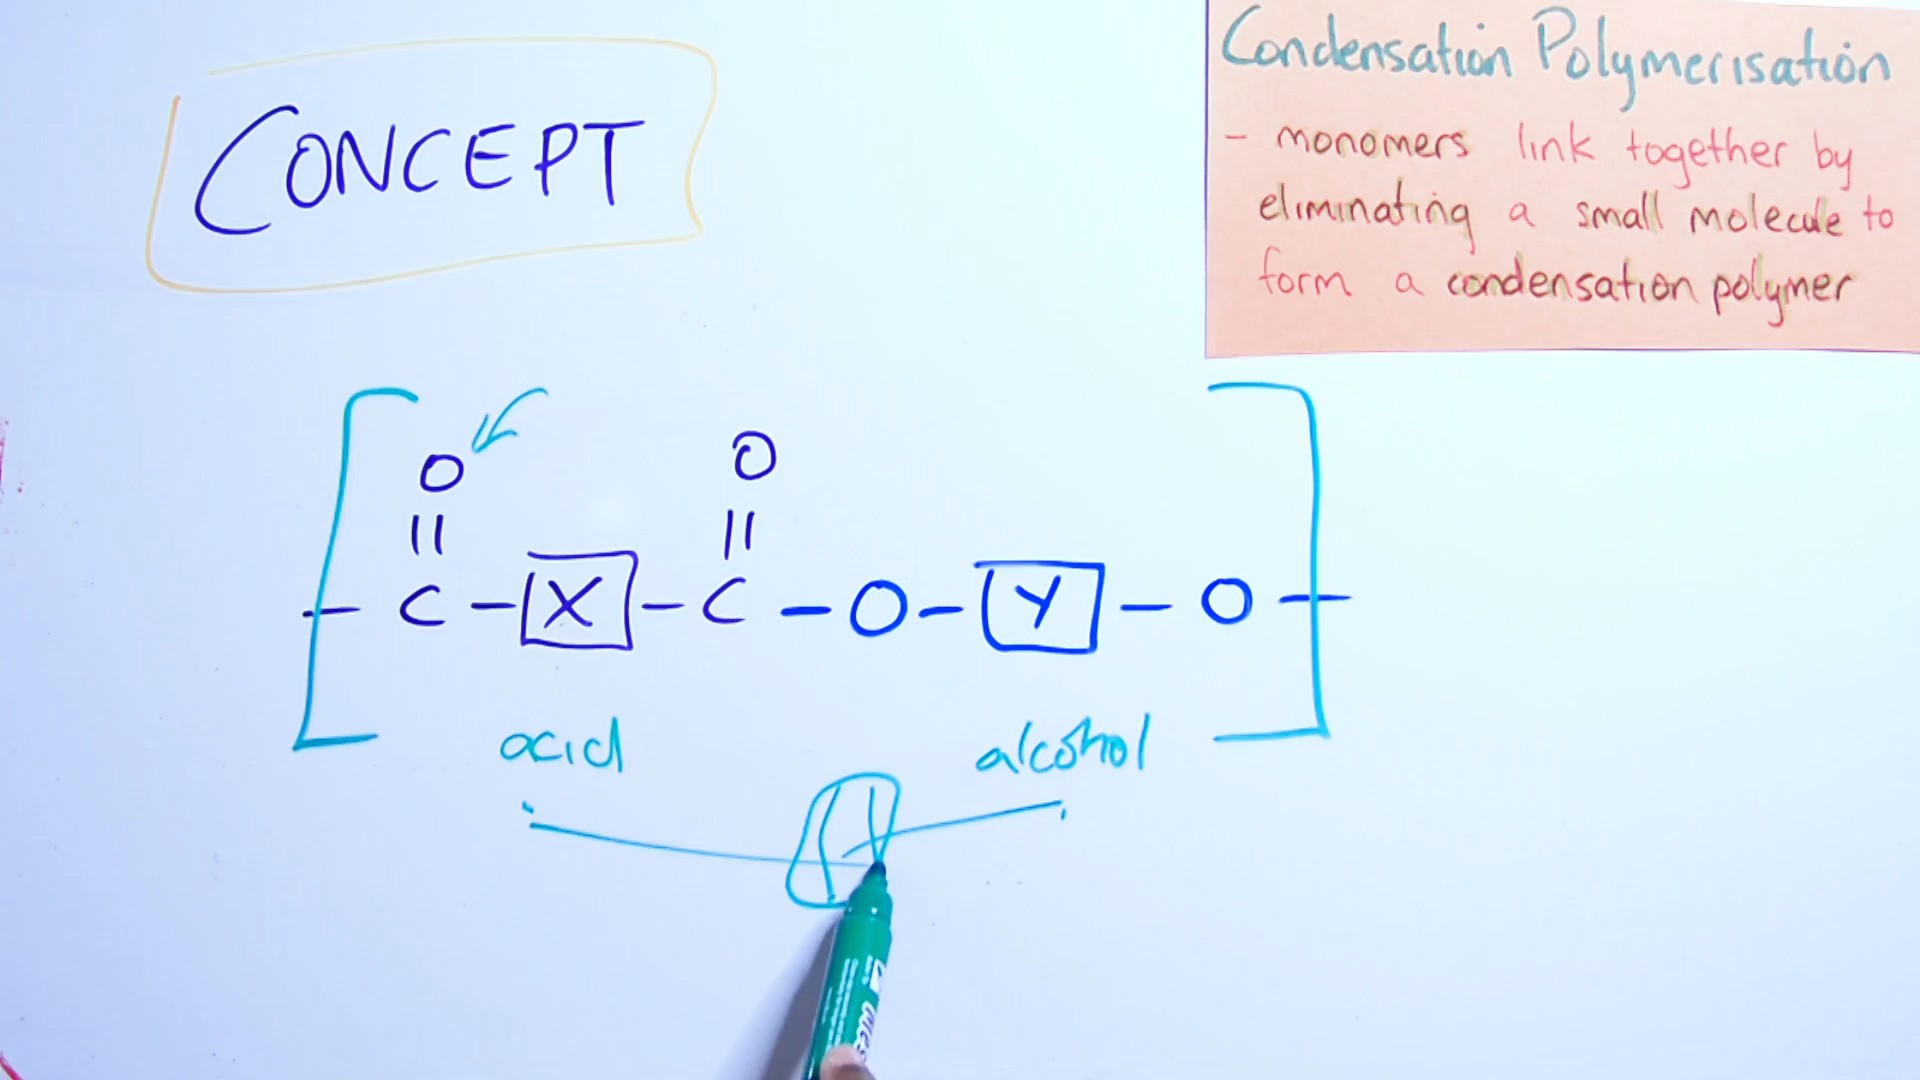 CONCEPT
Condensation Polymerisation
- monomers link together by
eliminating a small molecule to
form a condensation polymer
O O
|| ||
- C - X - C - O - Y - O -
acid alcohol